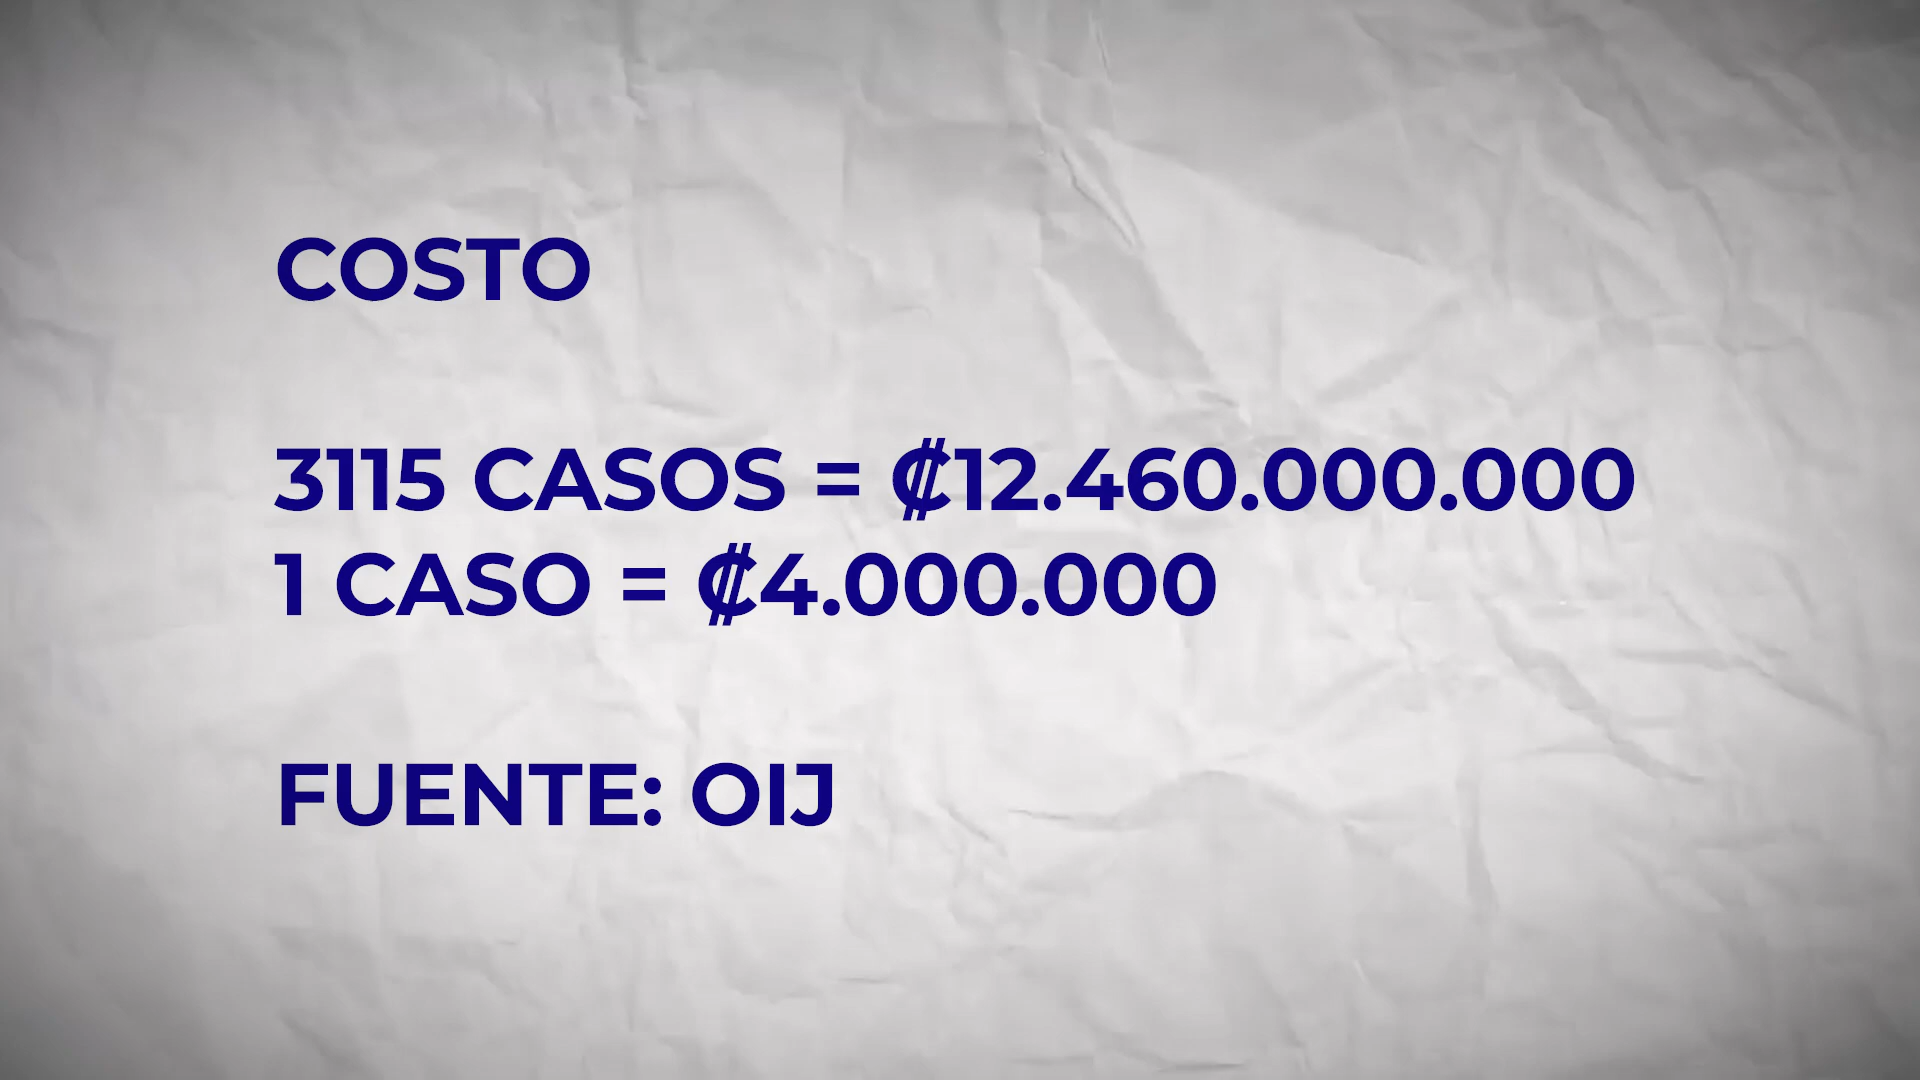 COSTO
3115 CASOS = ₡12.460.000.000
1 CASO = ₡4.000.000
FUENTE: OIJ